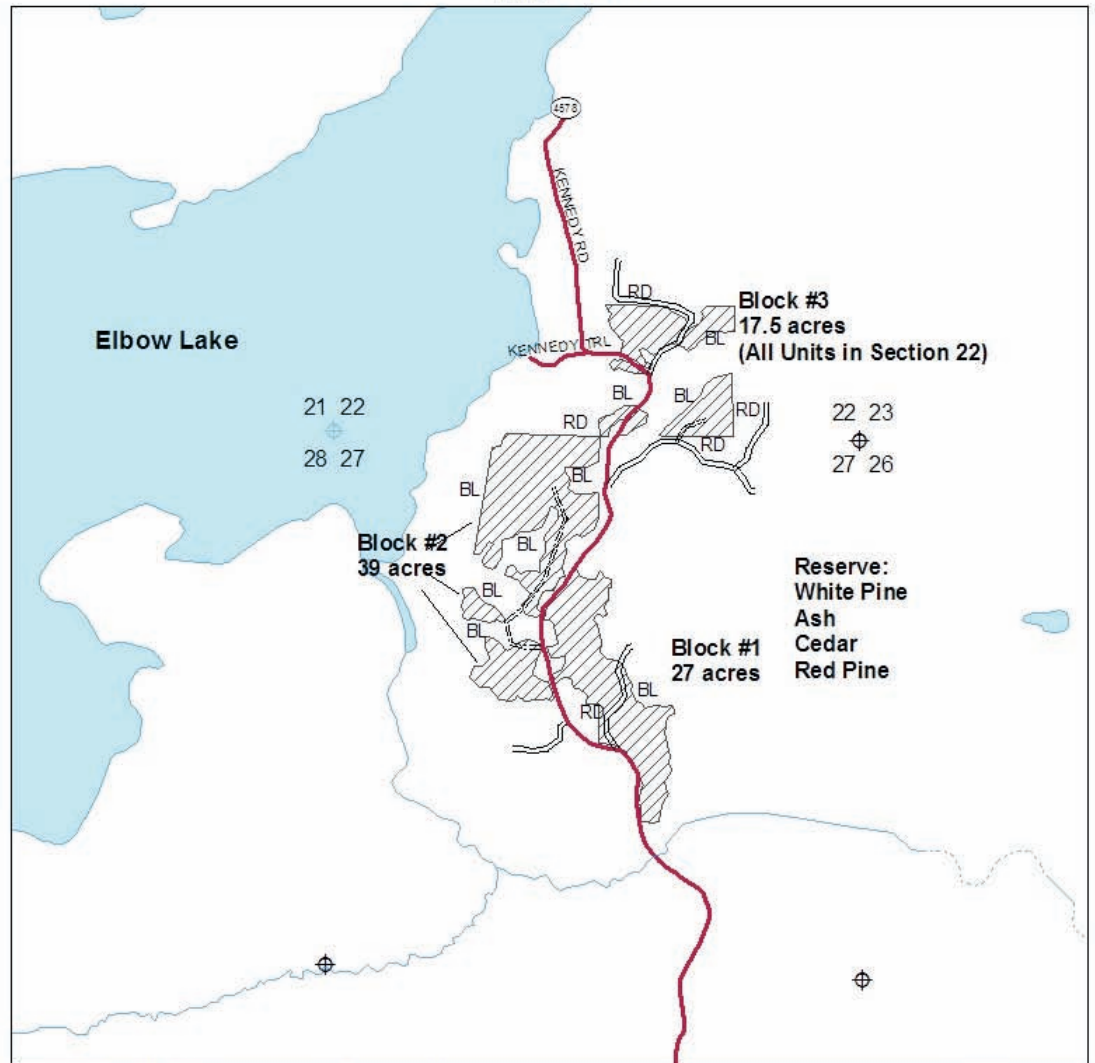 4578
KENNEDY RD
RD
Block #3
17.5 acres
(All Units in Section 22)
BL
Elbow Lake
KENNEDY TRL
21 22
28 27
BL
BL
RD
22 23
27 26
RD
RD
BL
BL
Block #2
39 acres
BL
BL
BL
Reserve:
White Pine
Ash
Cedar
Red Pine
Block #1
27 acres
BL
RD